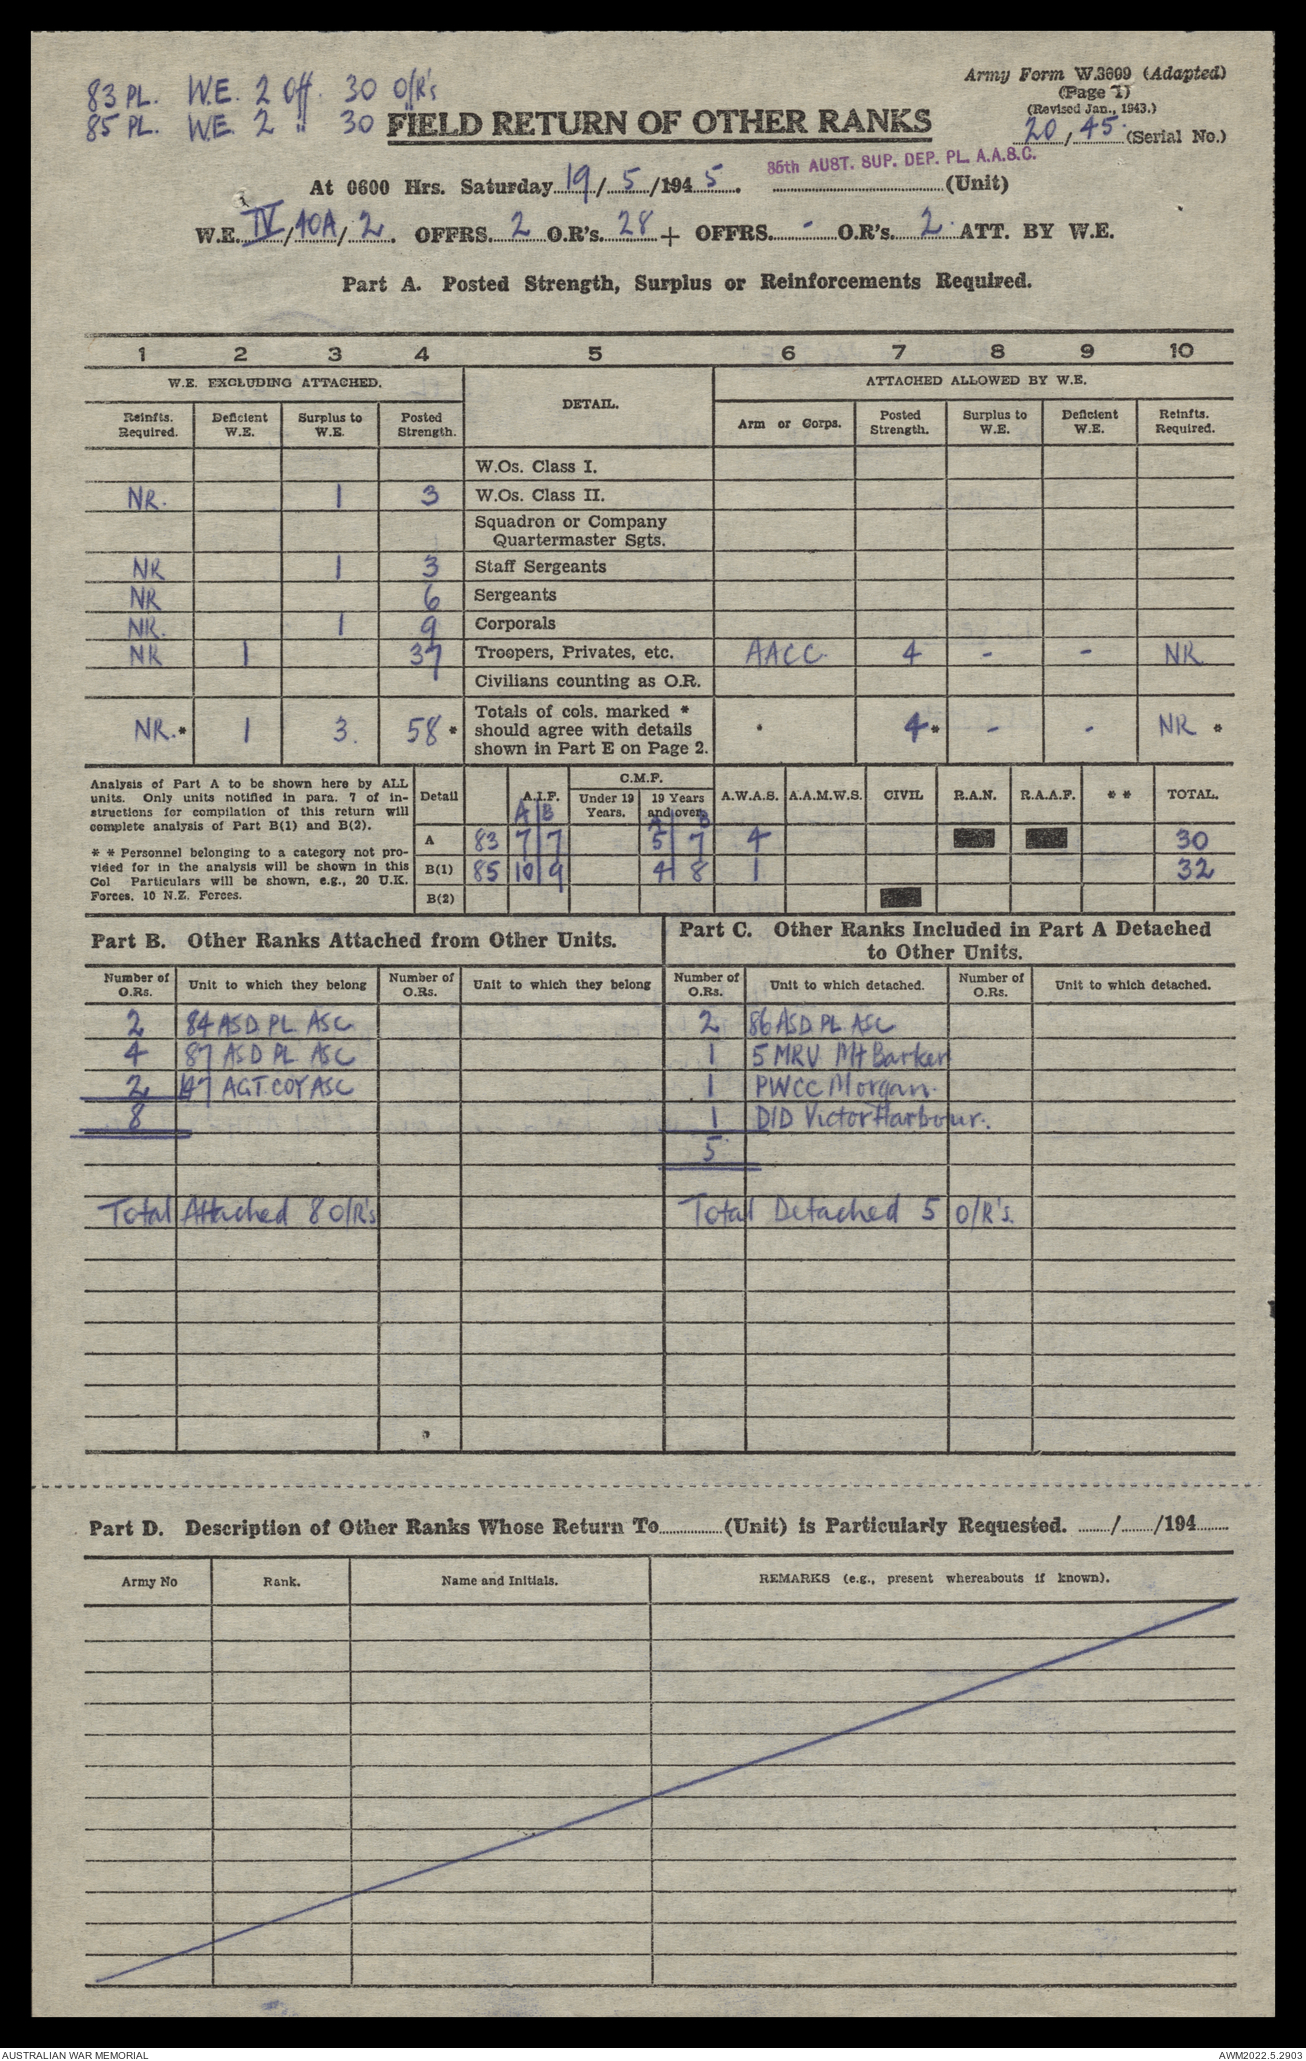 83 PL. W.E. 2 Off. 30 O/R's
85 PL. W.E. 2 " 30 "
Army Form W.3009 (Adapted)
(Page 1)
(Revised Jan., 1943.)
20/45. (Serial No.)
FIELD RETURN OF OTHER RANKS
85th AUST. SUP. DEP. PL. A.A.S.C.
At 0600 Hrs. Saturday 19/5/1945. (Unit)
W.E. IV/40A/2. OFFRS. 2 O.R's. 28 + OFFRS. - O.R's. 2. ATT. BY W.E.
Part A. Posted Strength, Surplus or Reinforcements Required.
1 2 3 4 5 6 7 8 9 10
W.E. EXCLUDING ATTACHED. DETAIL. ATTACHED ALLOWED BY W.E.
Reinfts. Required. Deficient W.E. Surplus to W.E. Posted Strength. Arm or Corps. Posted Strength. Surplus to W.E. Deficient W.E. Reinfts. Required.
W.Os. Class I.
NR. 1 3 W.Os. Class II.
Squadron or Company
Quartermaster Sgts.
NR 1 3 Staff Sergeants
NR 6 Sergeants
NR. 1 9 Corporals
NR 1 37 Troopers, Privates, etc. AACC. 4 - - NR
Civilians counting as O.R.
NR.* 1 3. 58* Totals of cols. marked * should agree with details shown in Part E on Page 2. 4* - - NR *
Analysis of Part A to be shown here by ALL
units. Only units notified in para. 7 of in-
structions for compilation of this return will
complete analysis of Part B(1) and B(2).
* * Personnel belonging to a category not pro-
vided for in the analysis will be shown in this
Col Particulars will be shown, e.g., 20 U.K.
Forces, 10 N.Z. Forces.
Detail A.I.F. C.M.F. Under 19 Years. 19 Years and over. A.W.A.S. A.A.M.W.S. CIVIL R.A.N. R.A.A.F. * * TOTAL.
A B A B
A 83 7 7 5 7 4 30
B(1) 85 10 9 4 8 1 32
B(2)
Part B. Other Ranks Attached from Other Units.
Part C. Other Ranks Included in Part A Detached
to Other Units.
Number of O.Rs. Unit to which they belong Number of O.Rs. Unit to which they belong Number of O.Rs. Unit to which detached. Number of O.Rs. Unit to which detached.
2 84 ASD. PL. ASC. 2 86 ASD. PL. ASC
4 87 ASD PL ASC 1 5 MRV Mt Barker
2 147 AGT. COY ASC 1 PWCC Morgan.
8 1 DID Victor Harbour.
5
Total Attached 8 O/R's Total Detached 5 O/R's.
Part D. Description of Other Ranks Whose Return To (Unit) is Particularly Requested. / /194
Army No Rank. Name and Initials. REMARKS (e.g., present whereabouts if known).
AUSTRALIAN WAR MEMORIAL AWM2022.5.2903